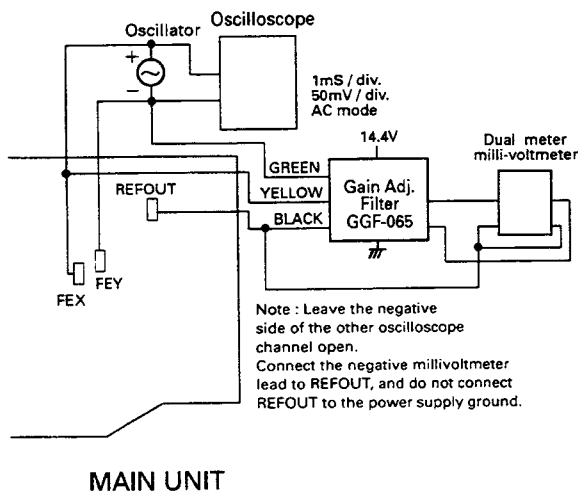 Oscilloscope
Oscillator
+
−
1mS / div.
50mV / div.
AC mode
14.4V
Dual meter
milli-voltmeter
GREEN
YELLOW
BLACK
Gain Adj.
Filter
GGF-065
REFOUT
FEX
FEY
Note : Leave the negative
side of the other oscilloscope
channel open.
Connect the negative millivoltmeter
lead to REFOUT, and do not connect
REFOUT to the power supply ground.
MAIN UNIT